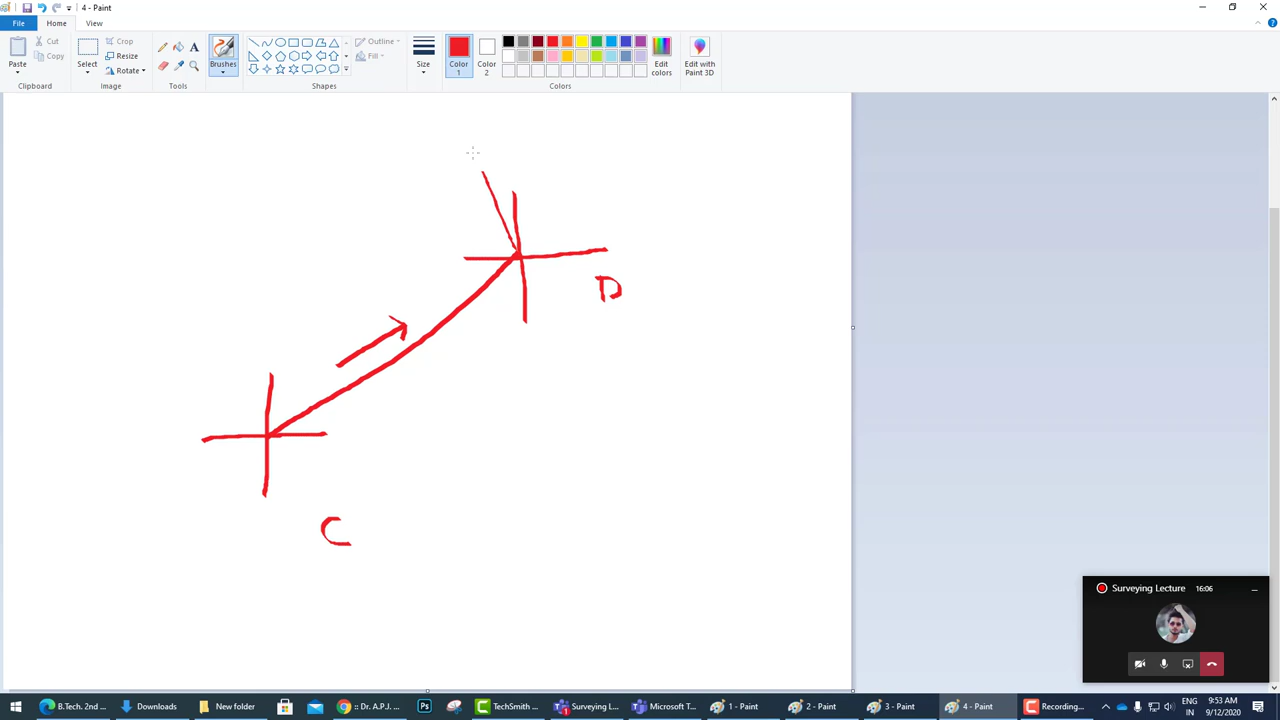 4 - Paint
File
Home
View
Paste
Cut
Copy
Clipboard
Select
Crop
Resize
Rotate
Image
A
Tools
Brushes
Outline
Fill
Shapes
Size
Color 1
Color 2
Edit colors
Colors
Edit with Paint 3D
D
C
Surveying Lecture 16:06
B.Tech. 2nd ...
Downloads
New folder
:: Dr. A.P.J. ...
Ps
TechSmith ...
Surveying L...
Microsoft T...
1 - Paint
2 - Paint
3 - Paint
4 - Paint
Recording...
ENG
IN
9:53 AM
9/12/2020